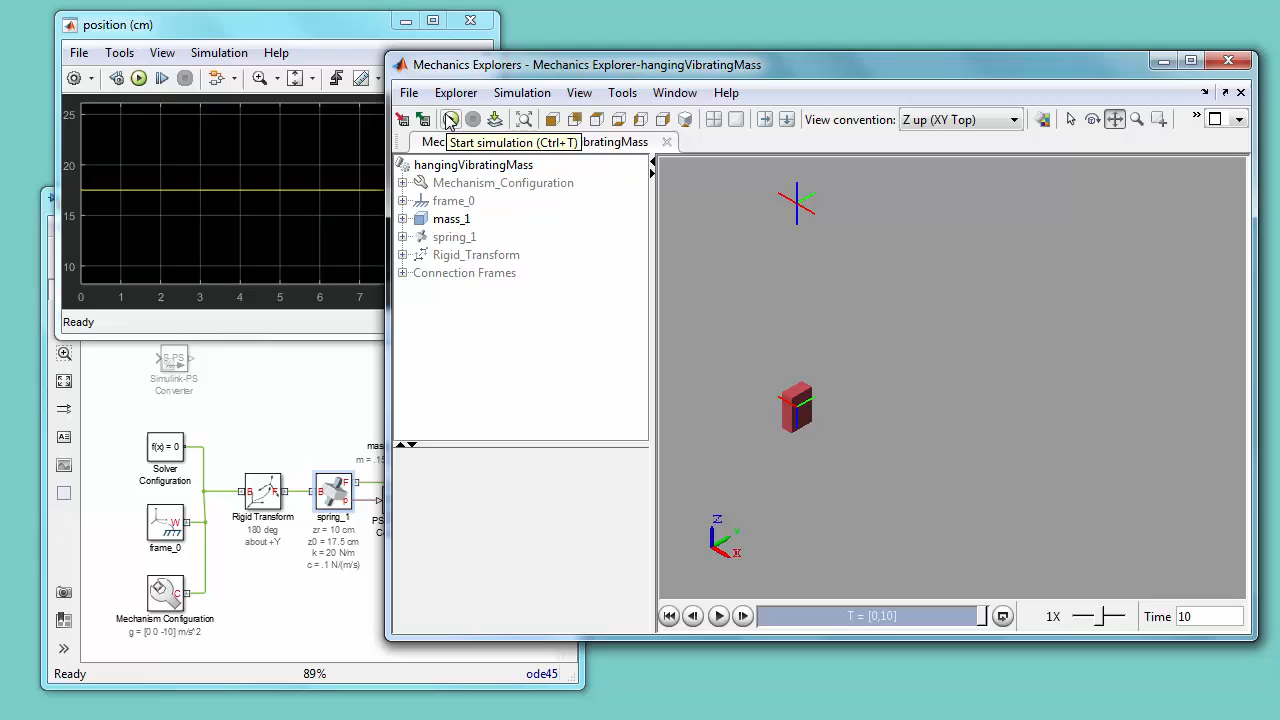 position (cm)
File Tools View Simulation Help
25
20
15
10
0 1 2 3 4 5 6 7
Ready
Mechanics Explorers - Mechanics Explorer-hangingVibratingMass
File Explorer Simulation View Tools Window Help
View convention: Z up (XY Top)
Start simulation (Ctrl+T)
hangingVibratingMass
Mechanism_Configuration
frame_0
mass_1
spring_1
Rigid_Transform
Connection Frames
Z
X
T = [0,10]
1X
Time 10
S-PS
Simulink-PS
Converter
f(x) = 0
Solver
Configuration
W
frame_0
C
Mechanism Configuration
g = [0 0 -10] m/s^2
B F
Rigid Transform
180 deg
about +Y
B F
p
spring_1
zr = 10 cm
z0 = 17.5 cm
k = 20 N/m
c = .1 N/(m/s)
Ready
89%
ode45